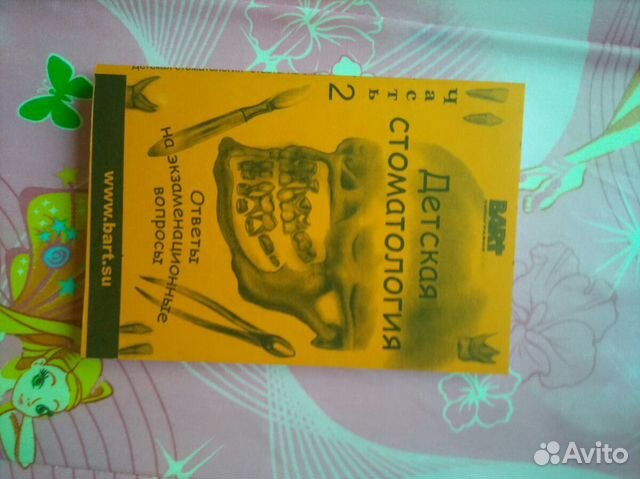 BART
Детская
стоматология
Часть
2
Ответы
на экзаменационные
вопросы
www.bart.su
Avito